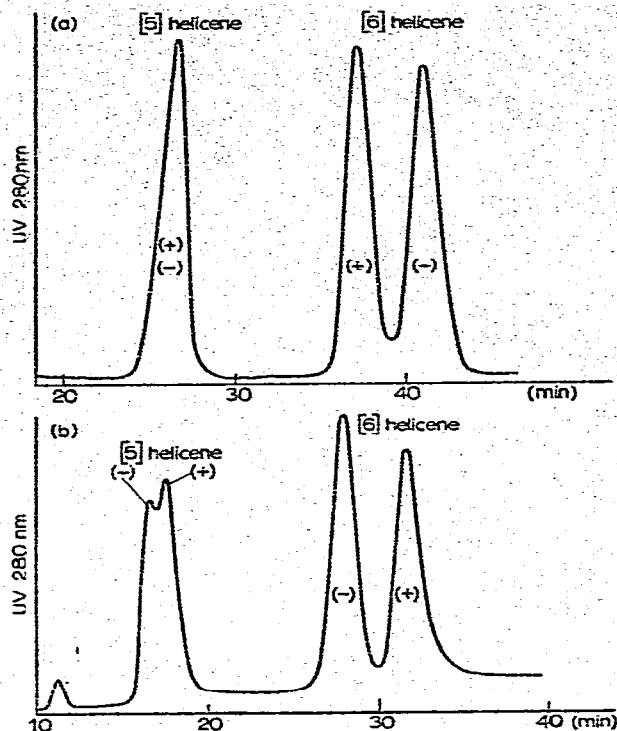 (a) [5] helicene [6] helicene
UV 280nm
(+)
(−)
(+) (−)
20 30 40 (min)
(b) [5] helicene [6] helicene
(−) (+)
UV 280 nm
(−) (+)
10 20 30 40 (min)